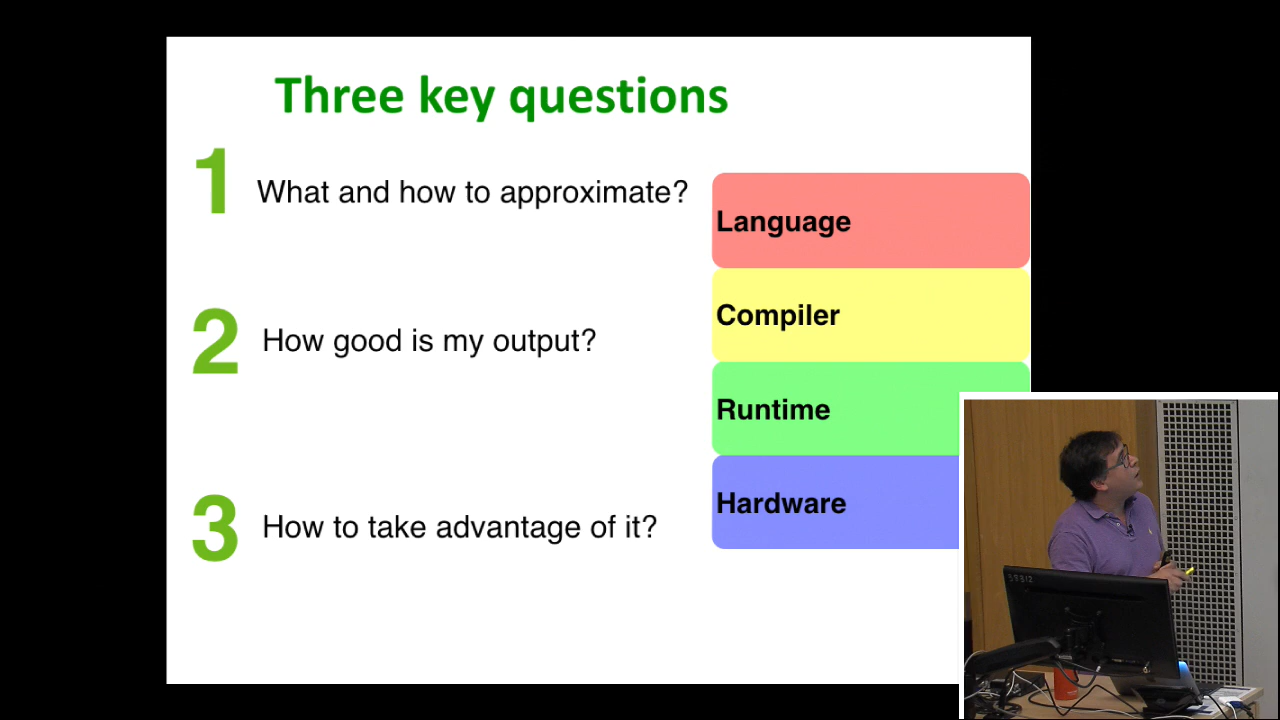 Three key questions
1 What and how to approximate?
Language
Compiler
2 How good is my output?
Runtime
Hardware
3 How to take advantage of it?